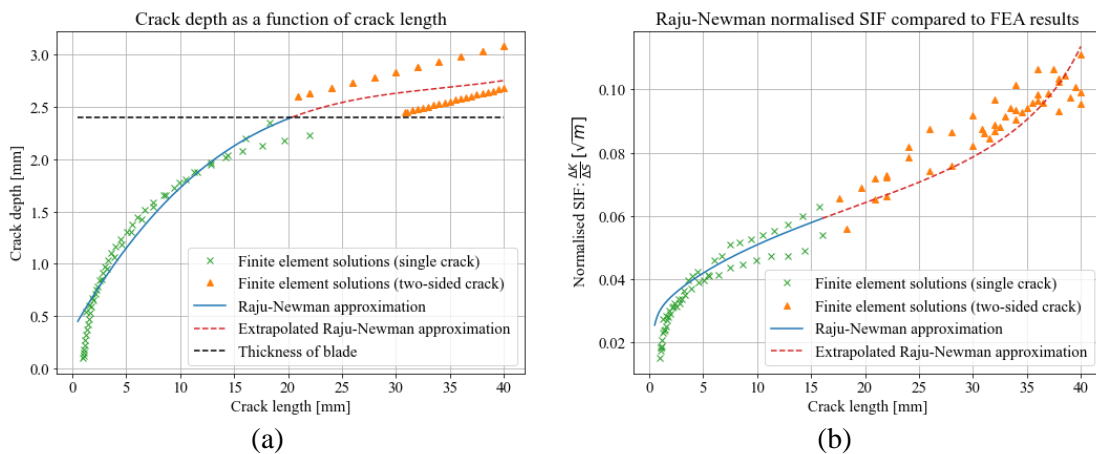 Crack depth as a function of crack length
3.0
2.5
2.0
1.5
1.0
0.5
0.0
Crack depth [mm]
Finite element solutions (single crack)
Finite element solutions (two-sided crack)
Raju-Newman approximation
Extrapolated Raju-Newman approximation
Thickness of blade
0 5 10 15 20 25 30 35 40
Crack length [mm]
(a)
Raju-Newman normalised SIF compared to FEA results
0.10
0.08
0.06
0.04
0.02
Normalised SIF: ΔK/ΔS [√m]
Finite element solutions (single crack)
Finite element solutions (two-sided crack)
Raju-Newman approximation
Extrapolated Raju-Newman approximation
0 5 10 15 20 25 30 35 40
Crack length [mm]
(b)